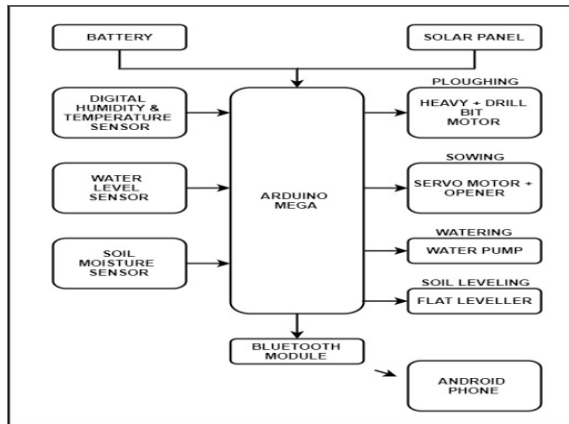 BATTERY
SOLAR PANEL
DIGITAL
HUMIDITY &
TEMPERATURE
SENSOR
WATER
LEVEL
SENSOR
SOIL
MOISTURE
SENSOR
ARDUINO
MEGA
PLOUGHING
HEAVY + DRILL
BIT
MOTOR
SOWING
SERVO MOTOR +
OPENER
WATERING
WATER PUMP
SOIL LEVELING
FLAT LEVELLER
BLUETOOTH
MODULE
ANDROID
PHONE